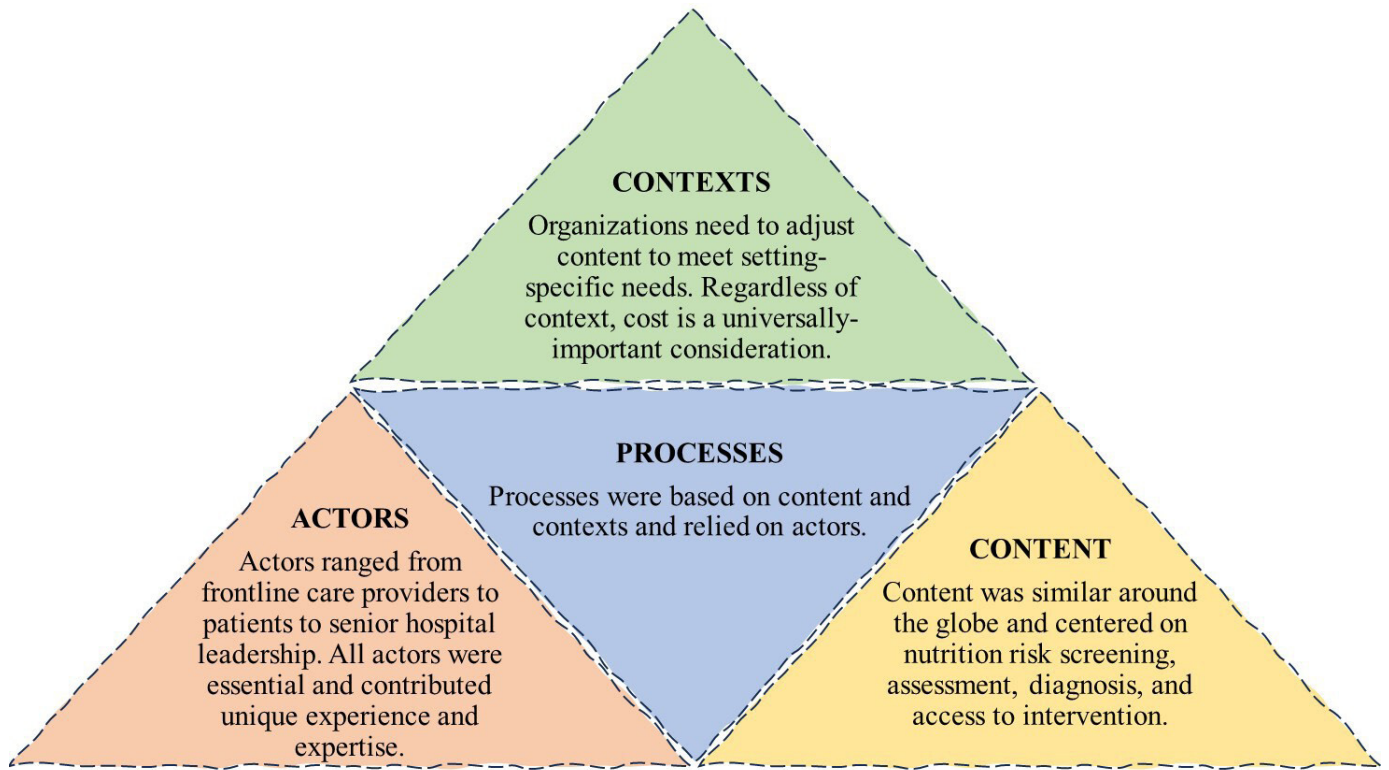 CONTEXTS
Organizations need to adjust
content to meet setting-
specific needs. Regardless of
context, cost is a universally-
important consideration.
PROCESSES
Processes were based on content and
contexts and relied on actors.
ACTORS
Actors ranged from
frontline care providers to
patients to senior hospital
leadership. All actors were
essential and contributed
unique experience and
expertise.
CONTENT
Content was similar around
the globe and centered on
nutrition risk screening,
assessment, diagnosis, and
access to intervention.